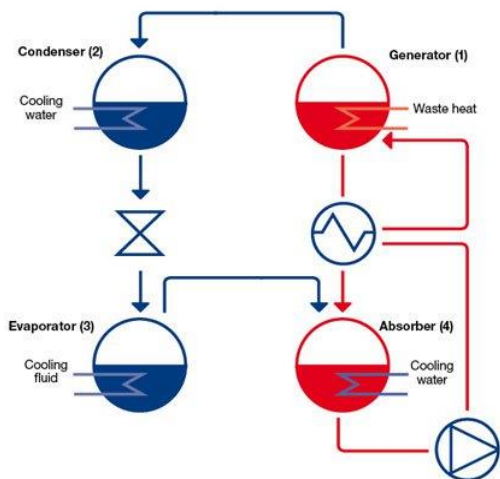 Condenser (2)
Generator (1)
Cooling
water
Waste heat
Evaporator (3)
Absorber (4)
Cooling
fluid
Cooling
water